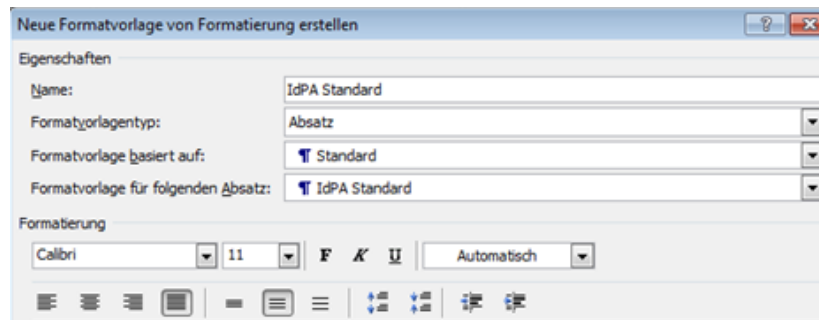 Neue Formatvorlage von Formatierung erstellen
Eigenschaften
Name: IdPA Standard
Formatvorlagentyp: Absatz
Formatvorlage basiert auf: ¶ Standard
Formatvorlage für folgenden Absatz: ¶ IdPA Standard
Formatierung
Calibri 11 F K U Automatisch